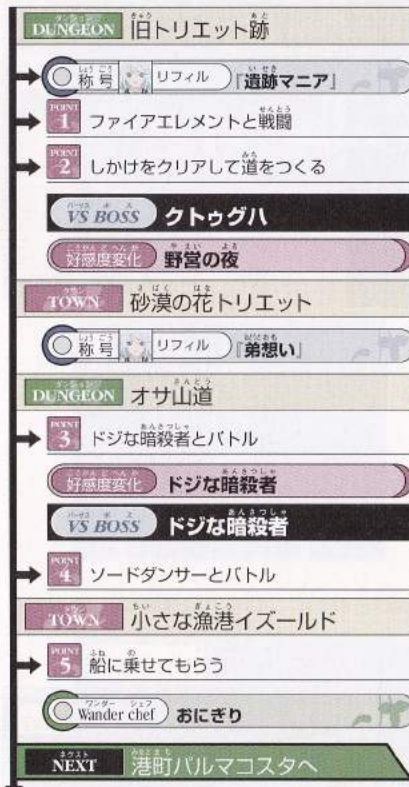 DUNGEON 旧トリエット跡
称号 リフィル 『遺跡マニア』
POINT 1 ファイアエレメントと戦闘
POINT 2 しかけをクリアして道をつくる
VS BOSS クトゥグハ
好感度変化 野営の夜
TOWN 砂漠の花トリエット
称号 リフィル 『弟想い』
DUNGEON オサ山道
POINT 3 ドジな暗殺者とバトル
好感度変化 ドジな暗殺者
VS BOSS ドジな暗殺者
POINT 4 ソードダンサーとバトル
TOWN 小さな漁港イズールド
POINT 5 船に乗せてもらう
Wander chef おにぎり
NEXT 港町パルマコスタへ